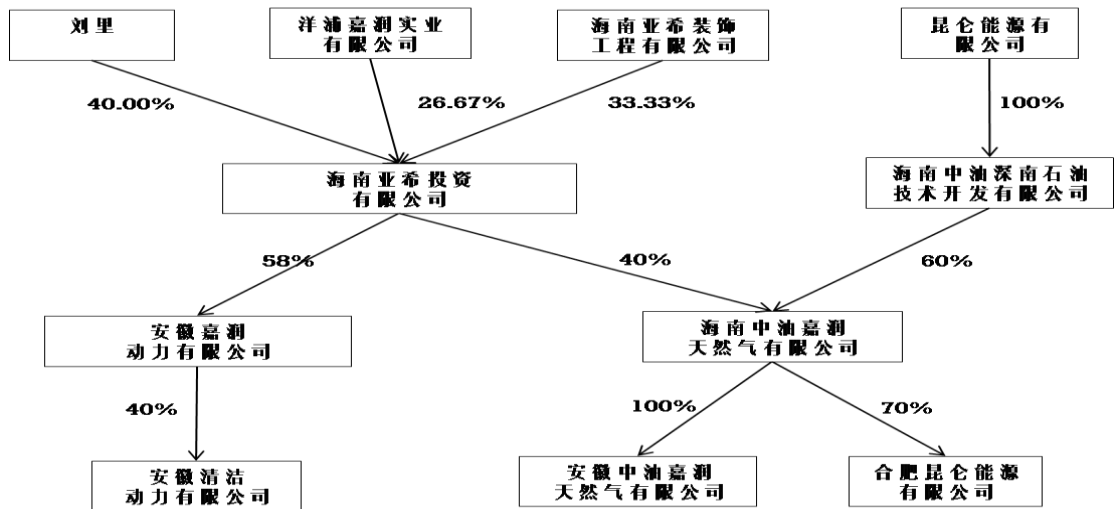 刘里
洋浦嘉润实业
有限公司
海南亚希装饰
工程有限公司
昆仑能源有
限公司
40.00%
26.67%
33.33%
100%
海南亚希投资
有限公司
海南中油深南石油
技术开发有限公司
58%
40%
60%
安徽嘉润
动力有限公司
海南中油嘉润
天然气有限公司
40%
100%
70%
安徽清洁
动力有限公司
安徽中油嘉润
天然气有限公司
合肥昆仑能源
有限公司